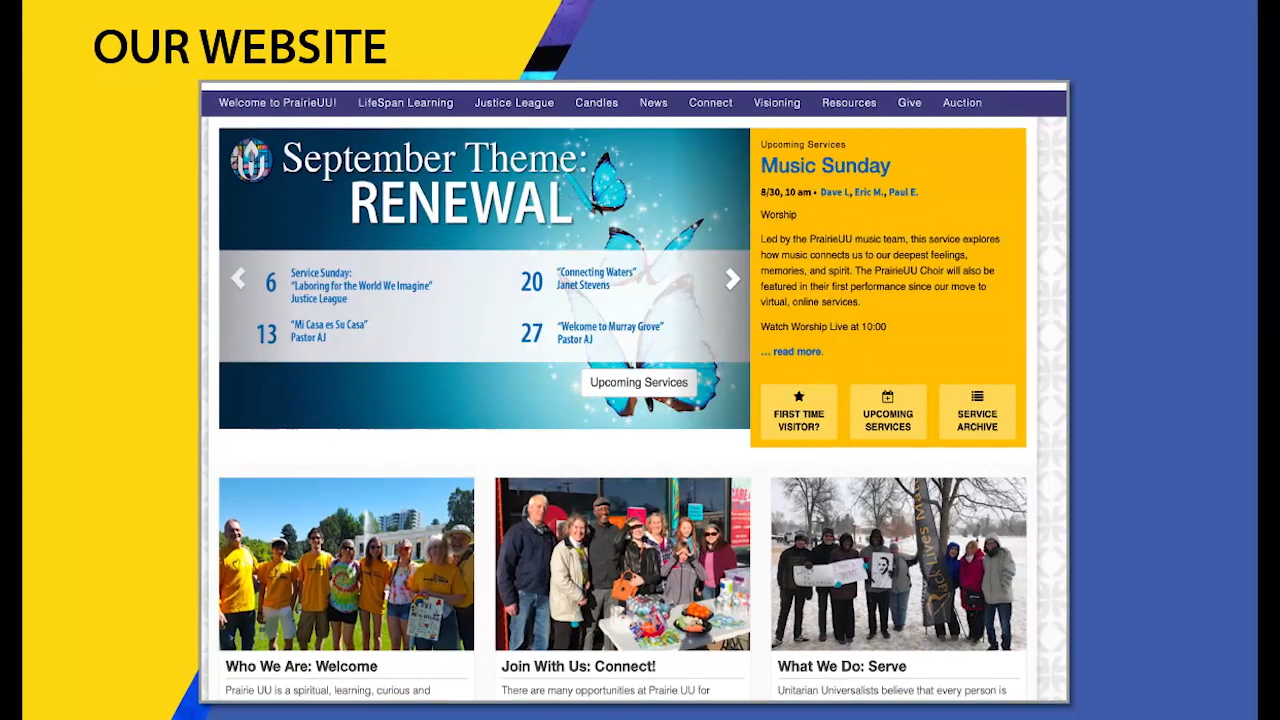 OUR WEBSITE
Welcome to PrairieUU!
LifeSpan Learning
Justice League
Candles
News
Connect
Visioning
Resources
Give
Auction
September Theme:
RENEWAL
6
Service Sunday:
“Laboring for the World We Imagine”
Justice League
13
“Mi Casa es Su Casa”
Pastor AJ
20
“Connecting Waters”
Janet Stevens
27
“Welcome to Murray Grove”
Pastor AJ
Upcoming Services
Upcoming Services
Music Sunday
8/30, 10 am • Dave L, Eric M., Paul E.
Worship
Led by the PrairieUU music team, this service explores
how music connects us to our deepest feelings,
memories, and spirit. The PrairieUU Choir will also be
featured in their first performance since our move to
virtual, online services.
Watch Worship Live at 10:00
... read more.
FIRST TIME
VISITOR?
UPCOMING
SERVICES
SERVICE
ARCHIVE
Black Lives
Who We Are: Welcome
Prairie UU is a spiritual, learning, curious and
Join With Us: Connect!
There are many opportunities at Prairie UU for
What We Do: Serve
Unitarian Universalists believe that every person is